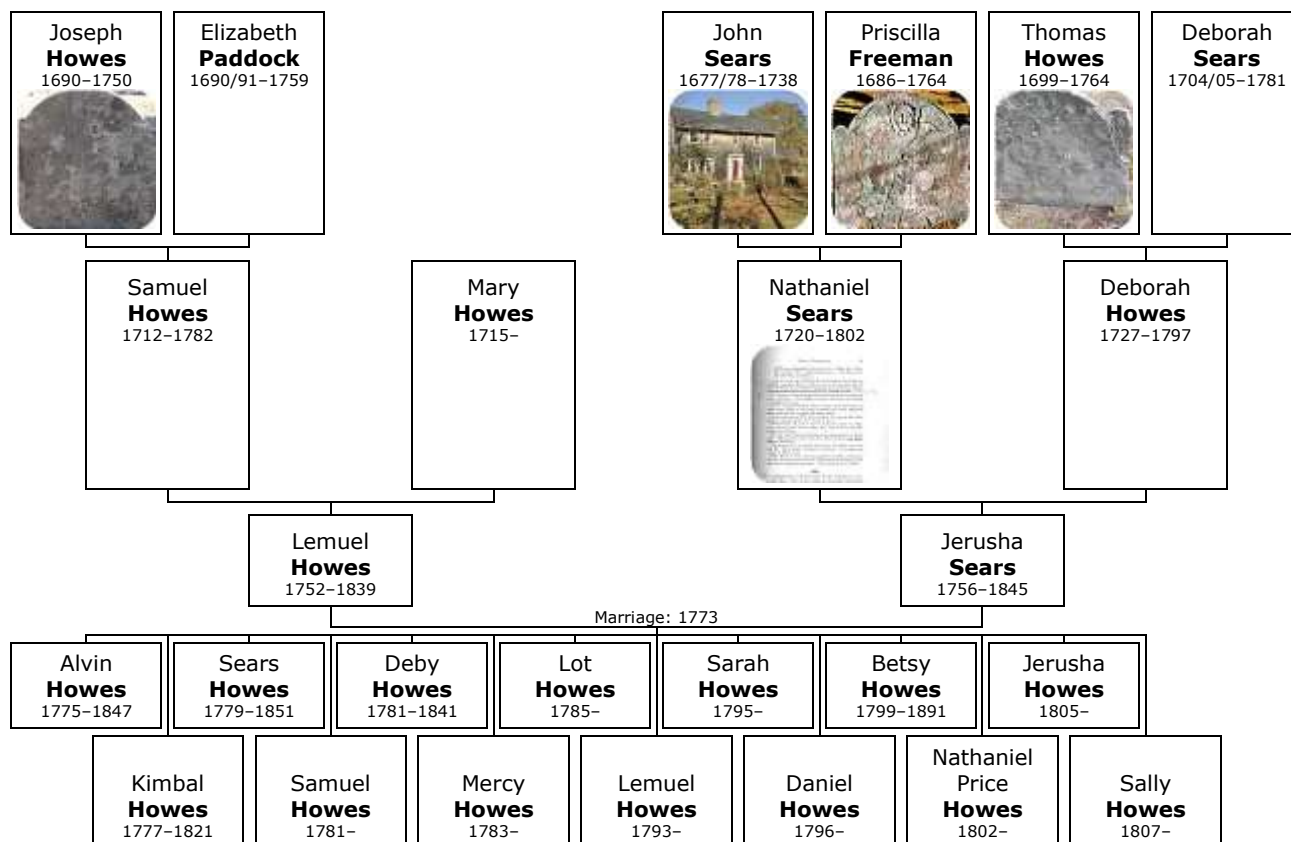 Joseph
Howes
1690–1750
Elizabeth
Paddock
1690/91–1759
John
Sears
1677/78–1738
Priscilla
Freeman
1686–1764
Thomas
Howes
1699–1764
Deborah
Sears
1704/05–1781
Samuel
Howes
1712–1782
Mary
Howes
1715–
Nathaniel
Sears
1720–1802
Deborah
Howes
1727–1797
Lemuel
Howes
1752–1839
Jerusha
Sears
1756–1845
Marriage: 1773
Alvin
Howes
1775–1847
Sears
Howes
1779–1851
Deby
Howes
1781–1841
Lot
Howes
1785–
Sarah
Howes
1795–
Betsy
Howes
1799–1891
Jerusha
Howes
1805–
Kimbal
Howes
1777–1821
Samuel
Howes
1781–
Mercy
Howes
1783–
Lemuel
Howes
1793–
Daniel
Howes
1796–
Nathaniel
Price
Howes
1802–
Sally
Howes
1807–